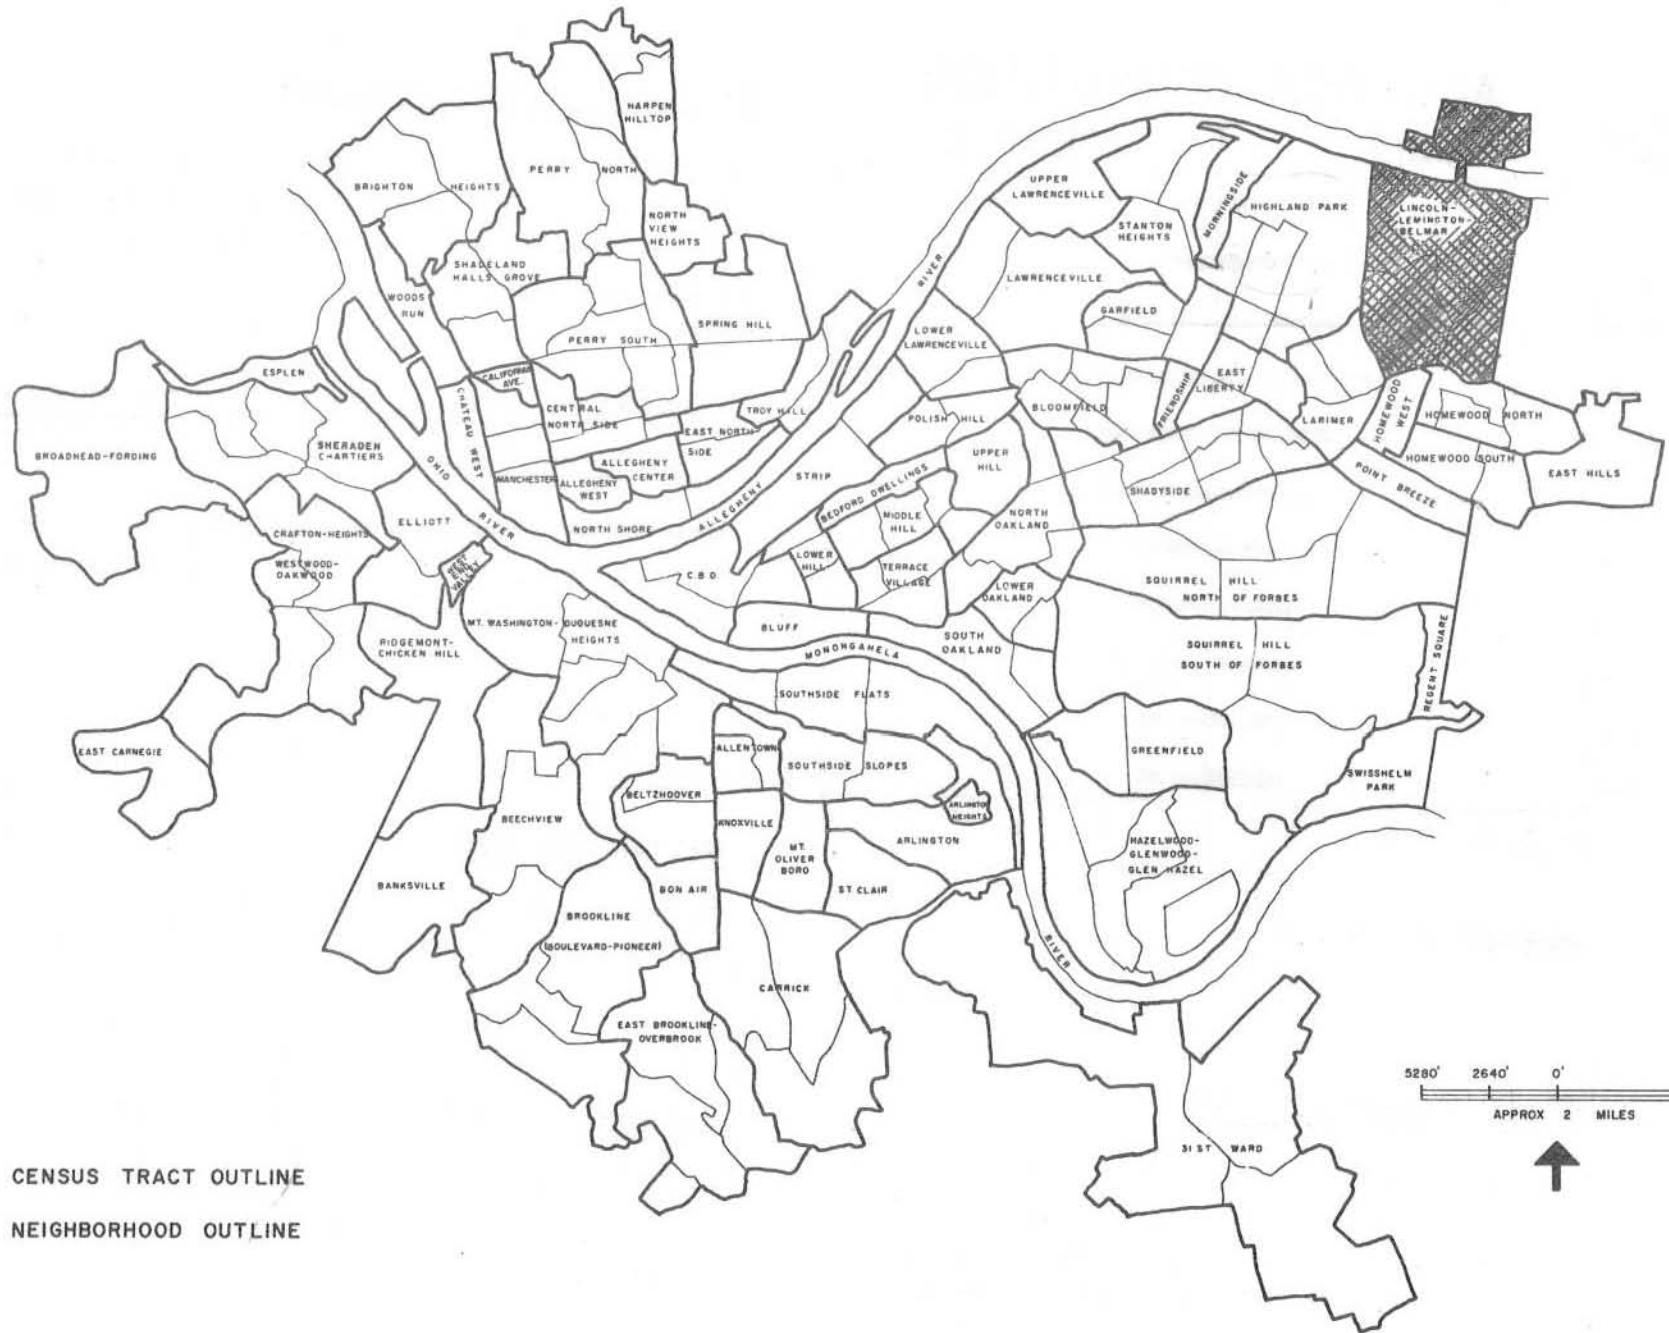 HARPEN
HILLTOP
PERRY NORTH
BRIGHTON HEIGHTS
NORTH
VIEW
HEIGHTS
SHADELAND
HALLS GROVE
WOODS
RUN
PERRY SOUTH
SPRING HILL
UPPER
LAWRENCEVILLE
STANTON
HEIGHTS
MORNINGSIDE
HIGHLAND PARK
LINCOLN-
-LEMINGTON-
BELMAR
LAWRENCEVILLE
GARFIELD
LOWER
LAWRENCEVILLE
ALLEGHENY RIVER
ESPLEN
CALIFORNIA
AVE.
CHATEAU WEST
CENTRAL
NORTH SIDE
TROY HILL
EAST NORTH
SIDE
ALLEGHENY
CENTER
ALLEGHENY
WEST
MANCHESTER
NORTH SHORE
STRIP
POLISH HILL
BLOOMFIELD
FRIENDSHIP
EAST
LIBERTY
LARIMER
HOMEWOOD
WEST
HOMEWOOD NORTH
HOMEWOOD SOUTH
EAST HILLS
POINT BREEZE
BROADHEAD-FORDING
SHERADEN
CHARTIERS
OHIO RIVER
ELLIOTT
CRAFTON-HEIGHTS
WESTWOOD-
OAKWOOD
WEST
END
VALLEY
UPPER
HILL
BEDFORD DWELLINGS
MIDDLE
HILL
LOWER
HILL
TERRACE
VILLAGE
NORTH
OAKLAND
SHADYSIDE
C.B.D.
LOWER
OAKLAND
SQUIRREL HILL
NORTH OF FORBES
RIDGEMONT-
CHICKEN HILL
MT. WASHINGTON-DUQUESNE
HEIGHTS
BLUFF
SOUTH
OAKLAND
MONONGAHELA
RIVER
SQUIRREL HILL
SOUTH OF FORBES
REGENT SQUARE
SOUTHSIDE FLATS
EAST CARNEGIE
ALLENTOWN
SOUTHSIDE SLOPES
GREENFIELD
SWISSHELM
PARK
BELTZHOOVER
ARLINGTON
HEIGHTS
BEECHVIEW
KNOXVILLE
MT.
OLIVER
BORO
ARLINGTON
HAZELWOOD-
GLENWOOD-
GLEN HAZEL
BANKSVILLE
BON AIR
ST CLAIR
BROOKLINE
(BOULEVARD-PIONEER)
CARRICK
EAST BROOKLINE-
OVERBROOK
31 ST WARD
5280' 2640' 0'
APPROX 2 MILES
CENSUS TRACT OUTLINE
NEIGHBORHOOD OUTLINE